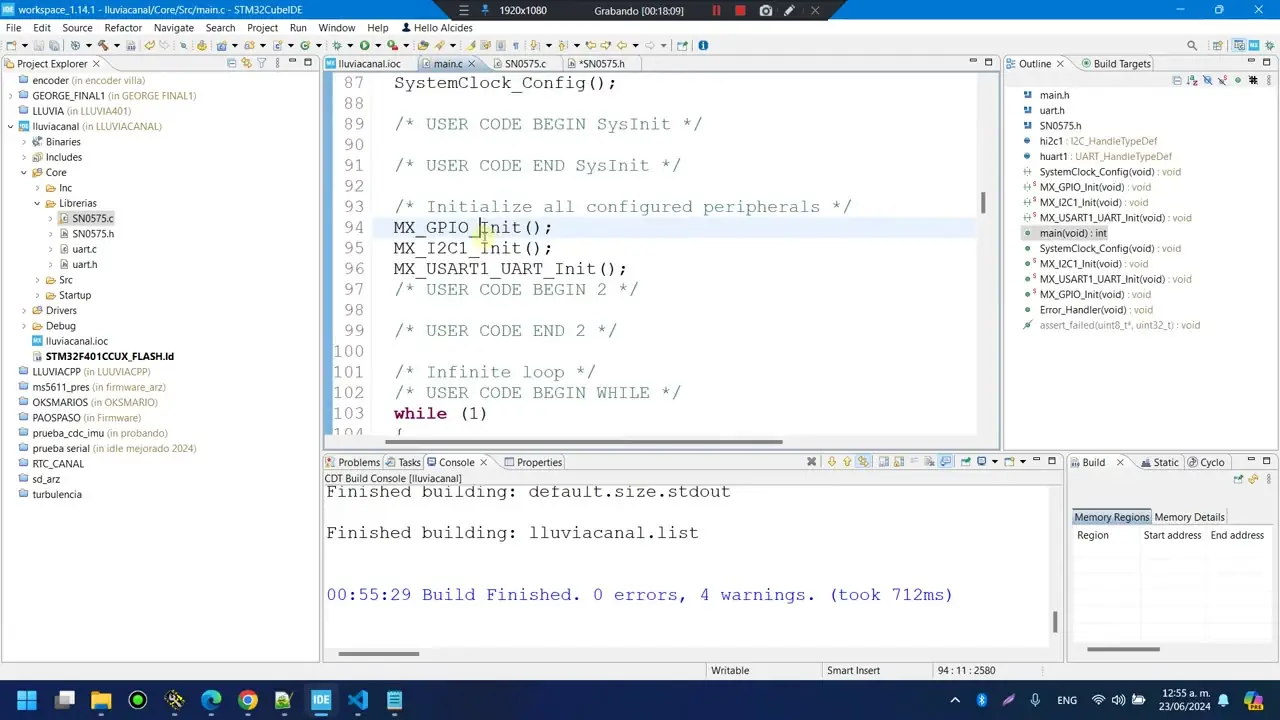 workspace_1.14.1 - lluviacanal/Core/Src/main.c - STM32CubeIDE
1920x1080
Grabando [00:18:09]
File Edit Source Refactor Navigate Search Project Run Window Help Hello Alcides
Project Explorer
encoder (in encoder villa)
GEORGE_FINAL1 (in GEORGE FINAL1)
LLUVIA (in LLUVIA401)
lluviacanal (in LLUVIACANAL)
Binaries
Includes
Core
Inc
Librerias
SN0575.c
SN0575.h
uart.c
uart.h
Src
Startup
Drivers
Debug
lluviacanal.ioc
STM32F401CCUX_FLASH.ld
LLUVIACPP (in LUUVIACPP)
ms5611_pres (in firmware_arz)
OKSMARIOS (in OKSMARIO)
PAOSPASO (in Firmware)
prueba_cdc_imu (in probando)
prueba serial (in idle mejorado 2024)
RTC_CANAL
sd_arz
turbulencia
lluviacanal.ioc main.c SN0575.c *SN0575.h
87 SystemClock_Config();
88
89 /* USER CODE BEGIN SysInit */
90
91 /* USER CODE END SysInit */
92
93 /* Initialize all configured peripherals */
94 MX_GPIO_Init();
95 MX_I2C1_Init();
96 MX_USART1_UART_Init();
97 /* USER CODE BEGIN 2 */
98
99 /* USER CODE END 2 */
100
101 /* Infinite loop */
102 /* USER CODE BEGIN WHILE */
103 while (1)
104 {
Outline Build Targets
main.h
uart.h
SN0575.h
hi2c1 : I2C_HandleTypeDef
huart1 : UART_HandleTypeDef
SystemClock_Config(void) : void
MX_GPIO_Init(void) : void
MX_I2C1_Init(void) : void
MX_USART1_UART_Init(void) : void
main(void) : int
SystemClock_Config(void) : void
MX_I2C1_Init(void) : void
MX_USART1_UART_Init(void) : void
MX_GPIO_Init(void) : void
Error_Handler(void) : void
assert_failed(uint8_t*, uint32_t) : void
Problems Tasks Console Properties
CDT Build Console [lluviacanal]
Finished building: default.size.stdout
Finished building: lluviacanal.list
00:55:29 Build Finished. 0 errors, 4 warnings. (took 712ms)
Build Static Cyclo
Memory Regions Memory Details
Region Start address End address
Writable Smart Insert 94 : 11 : 2580
IDE
ENG
12:55 a. m.
23/06/2024